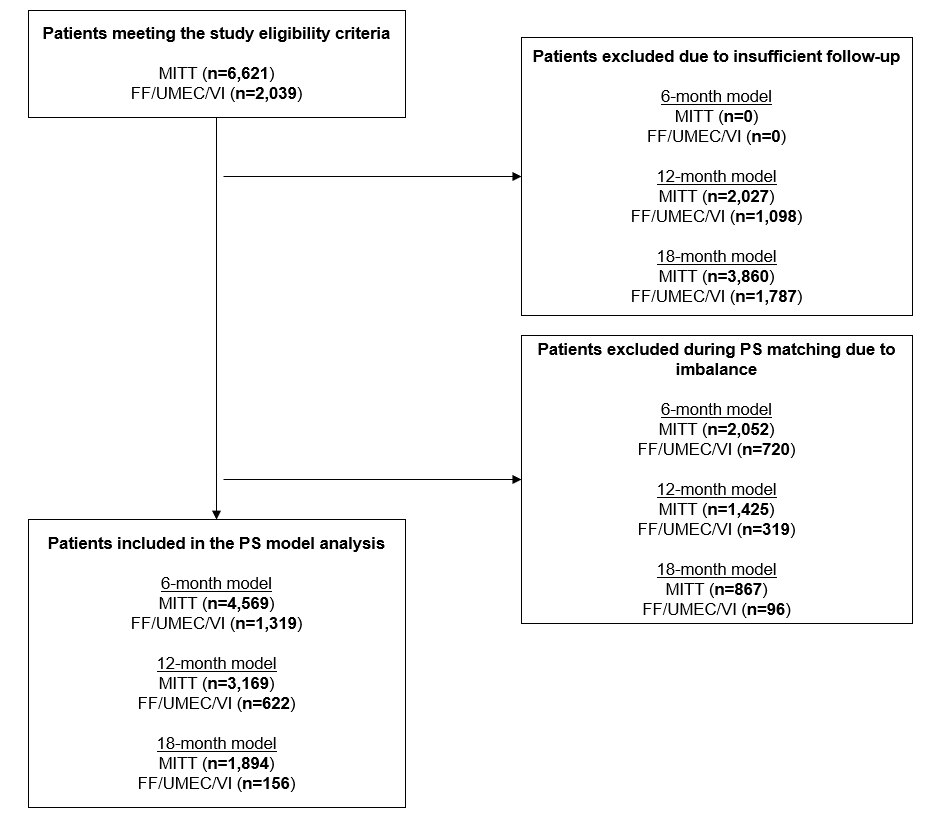 Patients meeting the study eligibility criteria
MITT (n=6,621)
FF/UMEC/VI (n=2,039)
Patients excluded due to insufficient follow-up
6-month model
MITT (n=0)
FF/UMEC/VI (n=0)
12-month model
MITT (n=2,027)
FF/UMEC/VI (n=1,098)
18-month model
MITT (n=3,860)
FF/UMEC/VI (n=1,787)
Patients excluded during PS matching due to
imbalance
6-month model
MITT (n=2,052)
FF/UMEC/VI (n=720)
12-month model
MITT (n=1,425)
FF/UMEC/VI (n=319)
18-month model
MITT (n=867)
FF/UMEC/VI (n=96)
Patients included in the PS model analysis
6-month model
MITT (n=4,569)
FF/UMEC/VI (n=1,319)
12-month model
MITT (n=3,169)
FF/UMEC/VI (n=622)
18-month model
MITT (n=1,894)
FF/UMEC/VI (n=156)